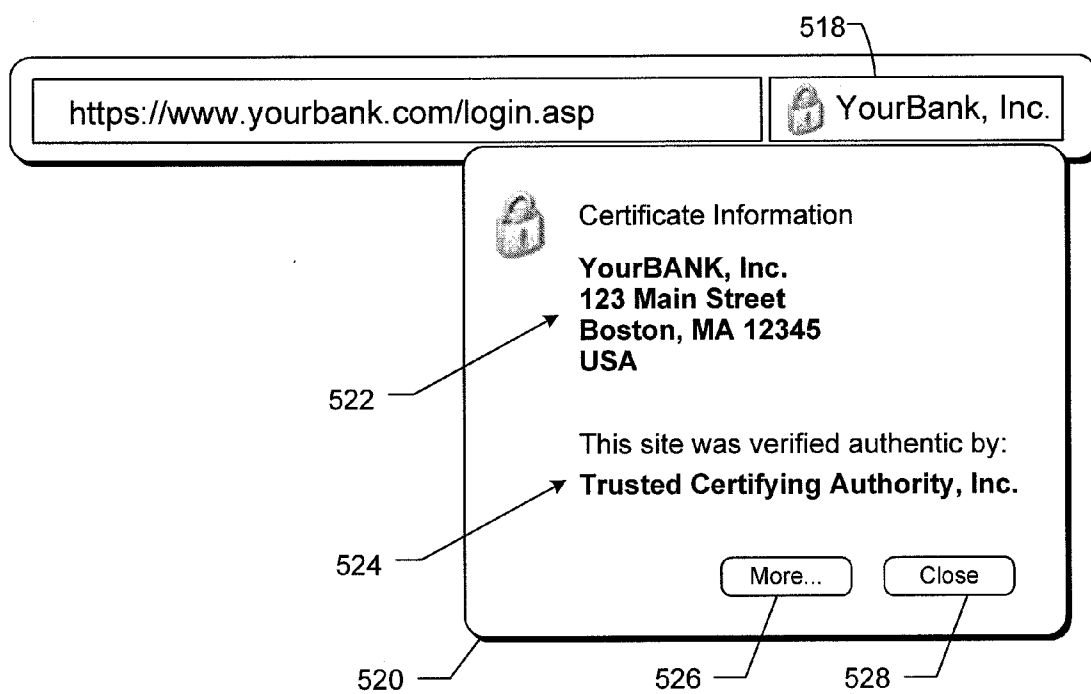 518
https://www.yourbank.com/login.asp
YourBank, Inc.
Certificate Information
YourBANK, Inc.
123 Main Street
Boston, MA 12345
USA
522
This site was verified authentic by:
Trusted Certifying Authority, Inc.
524
More...
Close
520
526
528